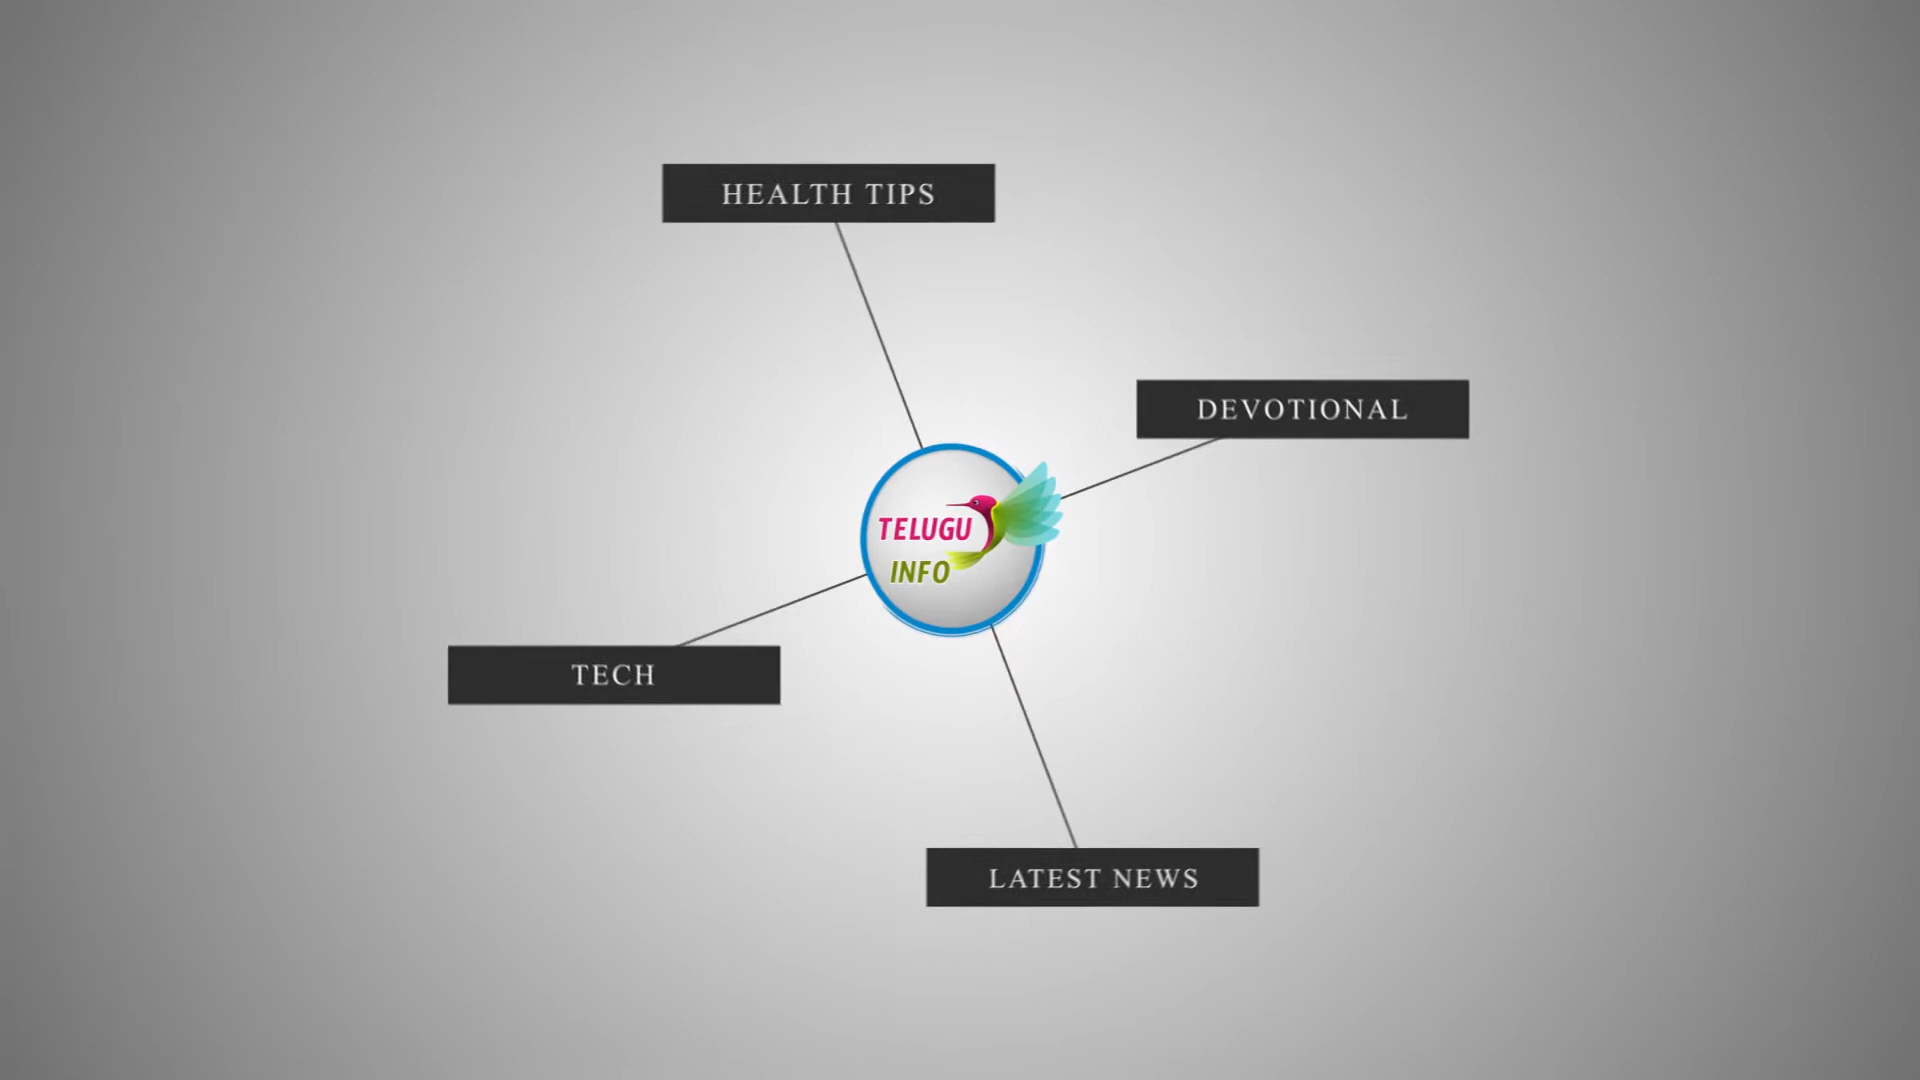 HEALTH TIPS
DEVOTIONAL
TELUGU
INFO
TECH
LATEST NEWS